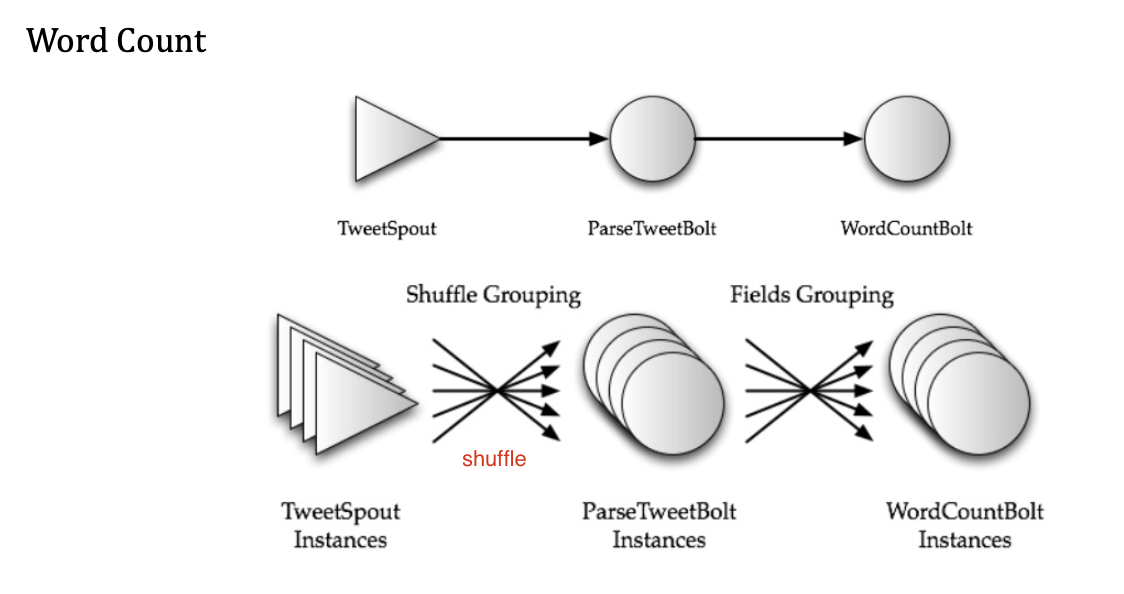 Word Count
TweetSpout
ParseTweetBolt
WordCountBolt
Shuffle Grouping
Fields Grouping
shuffle
TweetSpout
Instances
ParseTweetBolt
Instances
WordCountBolt
Instances